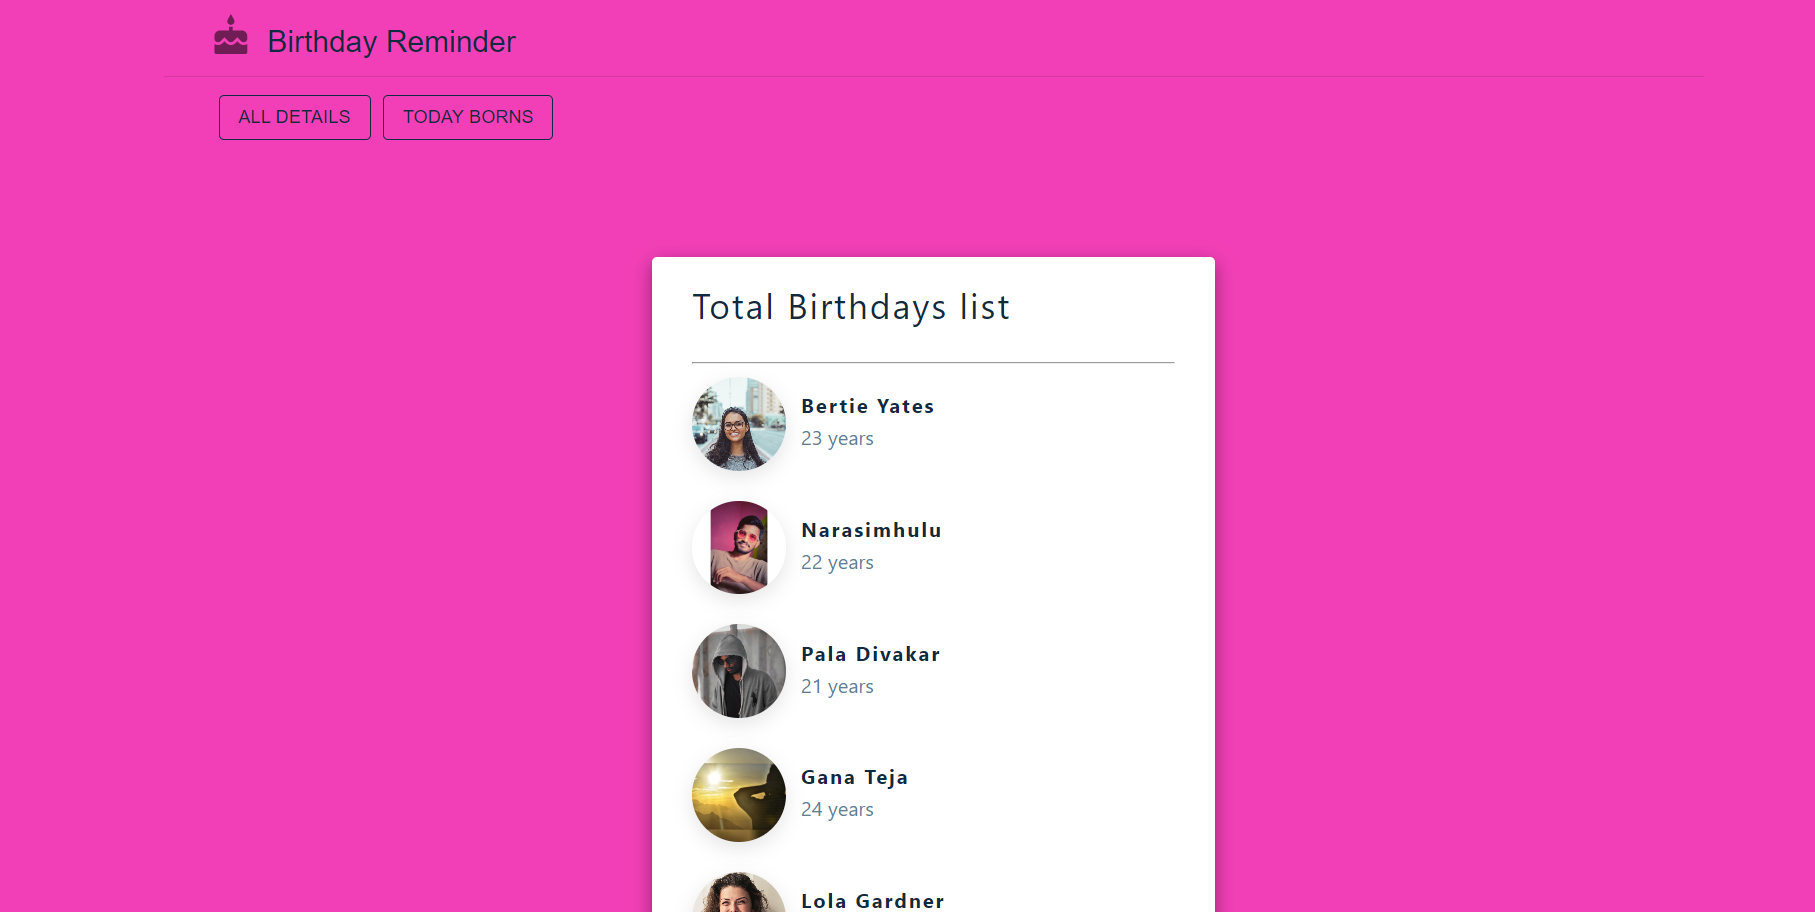 Birthday Reminder
ALL DETAILS
TODAY BORNS
Total Birthdays list
Bertie Yates
23 years
Narasimhulu
22 years
Pala Divakar
21 years
Gana Teja
24 years
Lola Gardner